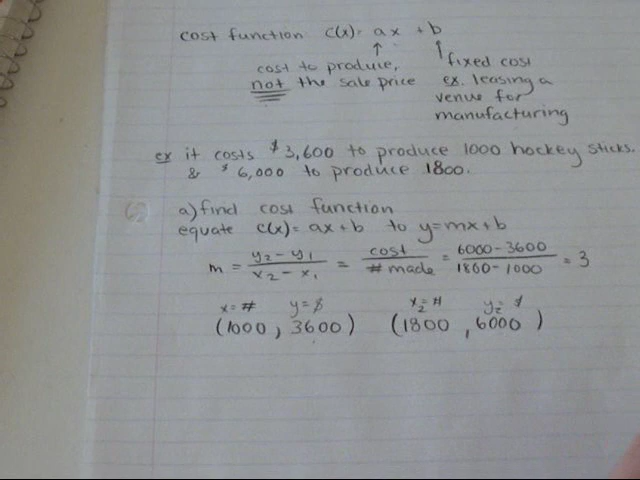 cost function c(x)= ax + b
↑ ↑
cost to produce, fixed cost
not the sale price ex. leasing a
venue for
manufacturing
ex it costs $3,600 to produce 1000 hockey sticks.
& $6,000 to produce 1800.
a) find cost function
equate c(x)= ax + b to y=mx+b
m = (y₂ - y₁)/(x₂ - x₁) = cost/# made = (6000 - 3600)/(1800 - 1000) = 3
x=# y=$ x₂=# y₂=$
(1000, 3600) (1800, 6000)